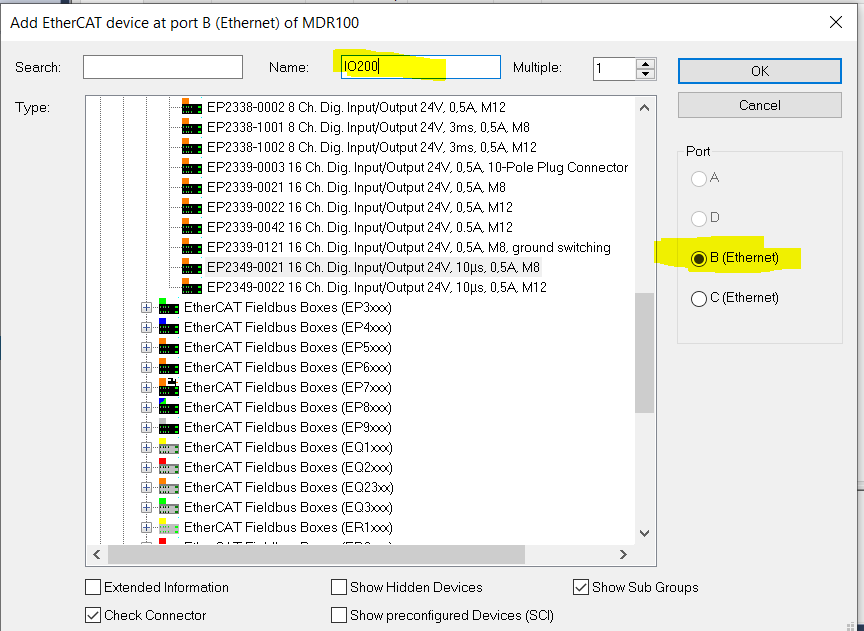 Add EtherCAT device at port B (Ethernet) of MDR100
Search: Name: IO200 Multiple: 1 OK
Type: Cancel
EP2338-0002 8 Ch. Dig. Input/Output 24V, 0,5A, M12
EP2338-1001 8 Ch. Dig. Input/Output 24V, 3ms, 0,5A, M8
EP2338-1002 8 Ch. Dig. Input/Output 24V, 3ms, 0,5A, M12
EP2339-0003 16 Ch. Dig. Input/Output 24V, 0,5A, 10-Pole Plug Connector
EP2339-0021 16 Ch. Dig. Input/Output 24V, 0,5A, M8
EP2339-0022 16 Ch. Dig. Input/Output 24V, 0,5A, M12
EP2339-0042 16 Ch. Dig. Input/Output 24V, 0,5A, M12
EP2339-0121 16 Ch. Dig. Input/Output 24V, 0,5A, M8, ground switching
EP2349-0021 16 Ch. Dig. Input/Output 24V, 10µs, 0,5A, M8
EP2349-0022 16 Ch. Dig. Input/Output 24V, 10µs, 0,5A, M12
EtherCAT Fieldbus Boxes (EP3xxx)
EtherCAT Fieldbus Boxes (EP4xxx)
EtherCAT Fieldbus Boxes (EP5xxx)
EtherCAT Fieldbus Boxes (EP6xxx)
EtherCAT Fieldbus Boxes (EP7xxx)
EtherCAT Fieldbus Boxes (EP8xxx)
EtherCAT Fieldbus Boxes (EP9xxx)
EtherCAT Fieldbus Boxes (EQ1xxx)
EtherCAT Fieldbus Boxes (EQ2xxx)
EtherCAT Fieldbus Boxes (EQ23xx)
EtherCAT Fieldbus Boxes (EQ3xxx)
EtherCAT Fieldbus Boxes (ER1xxx)
Port
A
D
B (Ethernet)
C (Ethernet)
Extended Information Show Hidden Devices Show Sub Groups
Check Connector Show preconfigured Devices (SCI)